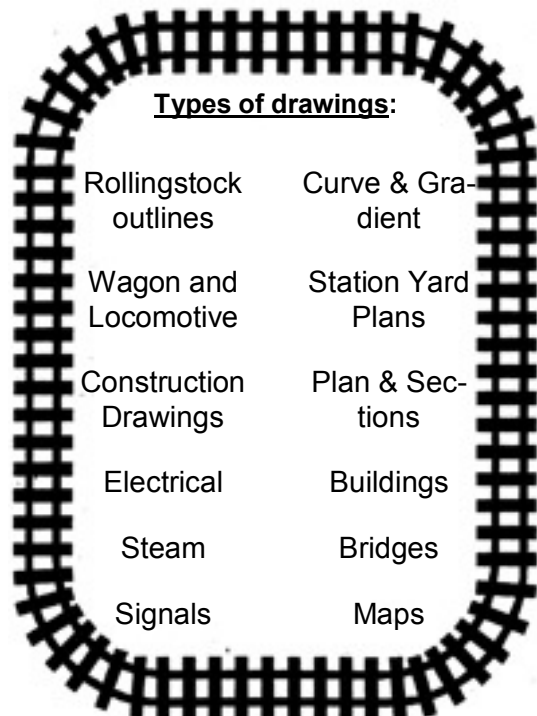 Types of drawings:
Rollingstock
outlines
Wagon and
Locomotive
Construction
Drawings
Electrical
Steam
Signals
Curve & Gra-
dient
Station Yard
Plans
Plan & Sec-
tions
Buildings
Bridges
Maps